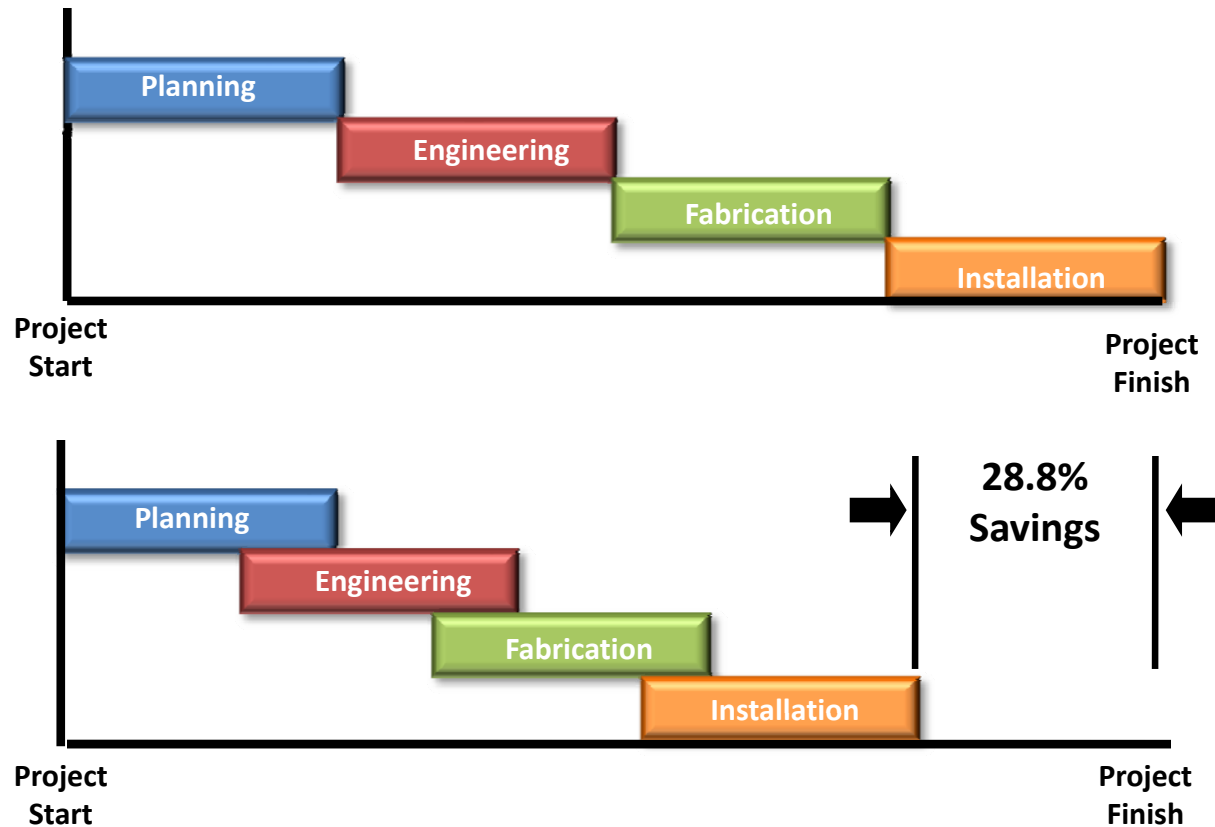 Planning
Engineering
Fabrication
Installation
Project
Start
Project
Finish
28.8%
Savings
Planning
Engineering
Fabrication
Installation
Project
Start
Project
Finish